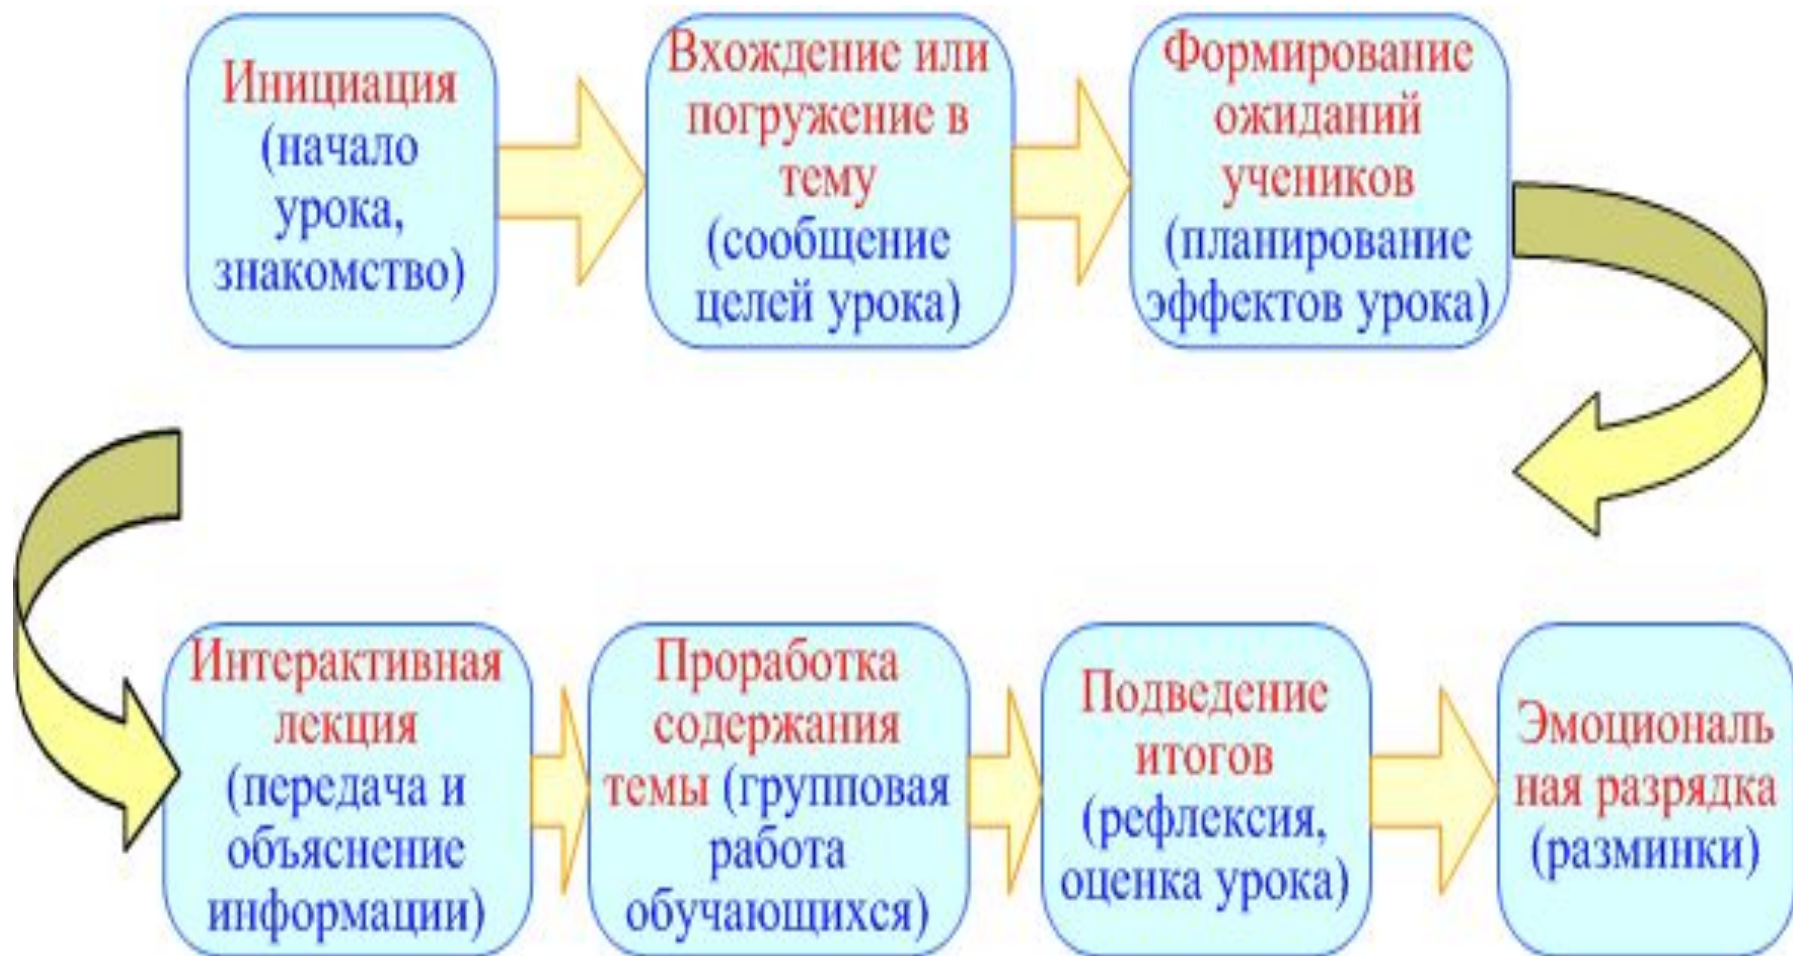 Инициация
(начало
урока,
знакомство)
Вхождение или
погружение в
тему
(сообщение
целей урока)
Формирование
ожиданий
учеников
(планирование
эффектов урока)
Интерактивная
лекция
(передача и
объяснение
информации)
Проработка
содержания
темы (групповая
работа
обучающихся)
Подведение
итогов
(рефлексия,
оценка урока)
Эмоциональ
ная разрядка
(разминки)